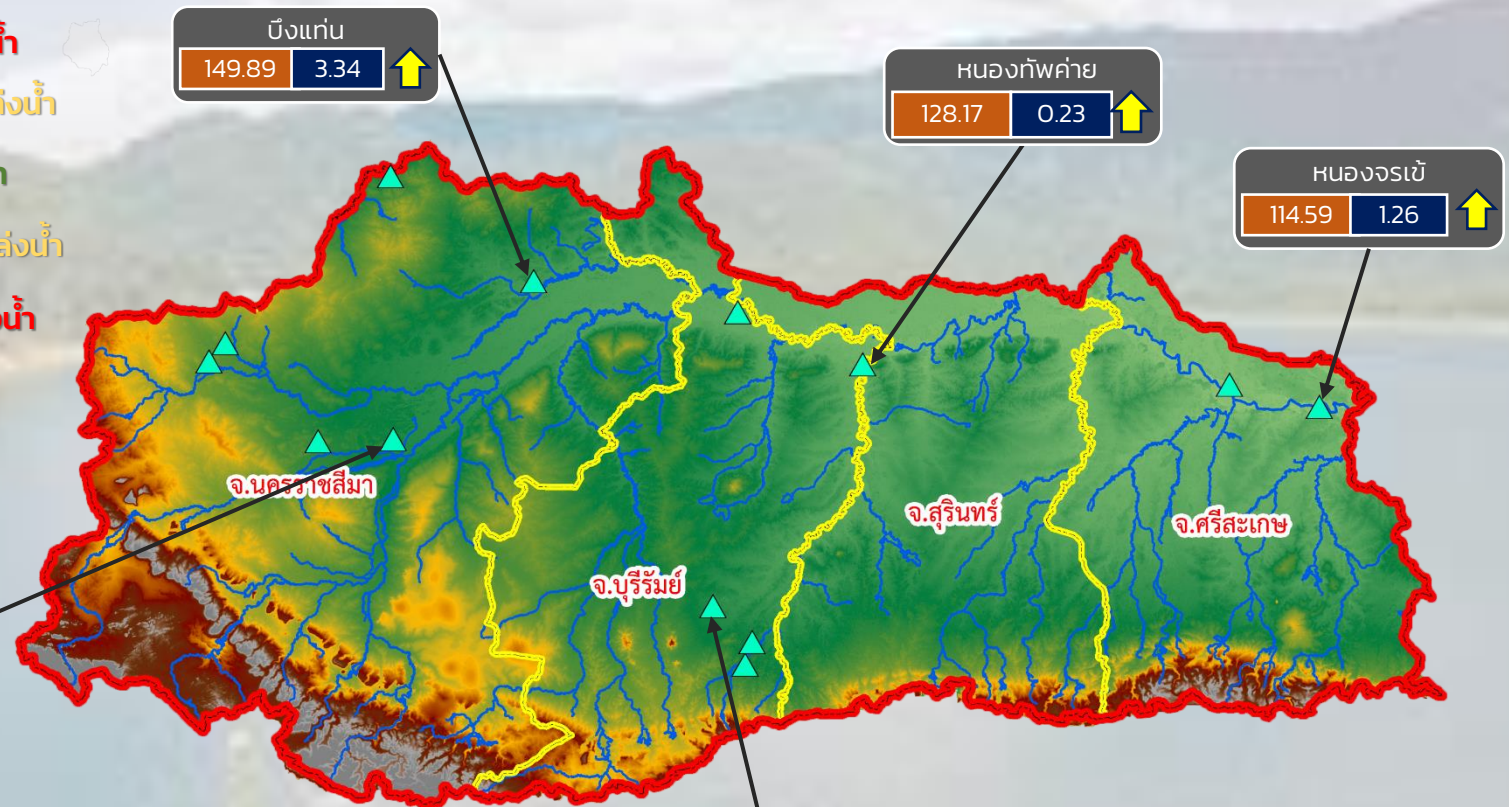 บึงแท่น
149.89 3.34
หนองทัพค่าย
128.17 0.23
หนองจรเข้
114.59 1.26
จ.นครราชสีมา
จ.บุรีรัมย์
จ.สุรินทร์
จ.ศรีสะเกษ